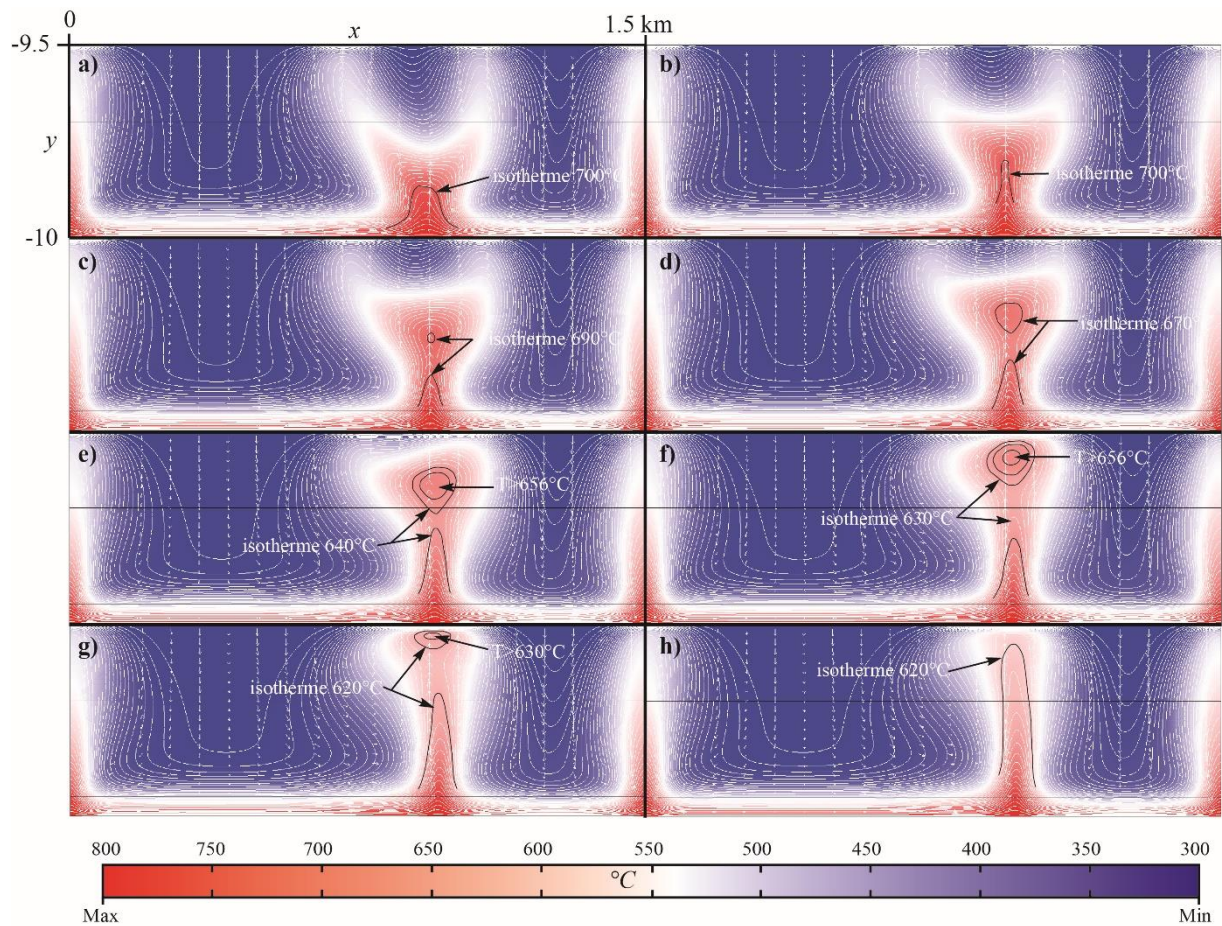 0
x
1.5 km
-9.5
a)
b)
y
isotherme 700°C
isotherme 700°C
-10
c)
d)
isotherme 690°C
isotherme 670
e)
f)
T>656°C
T>656°C
isotherme 640°C
isotherme 630°C
g)
h)
T>630°C
isotherme 620°C
isotherme 620°C
800 750 700 650 600 550 500 450 400 350 300
°C
Max
Min